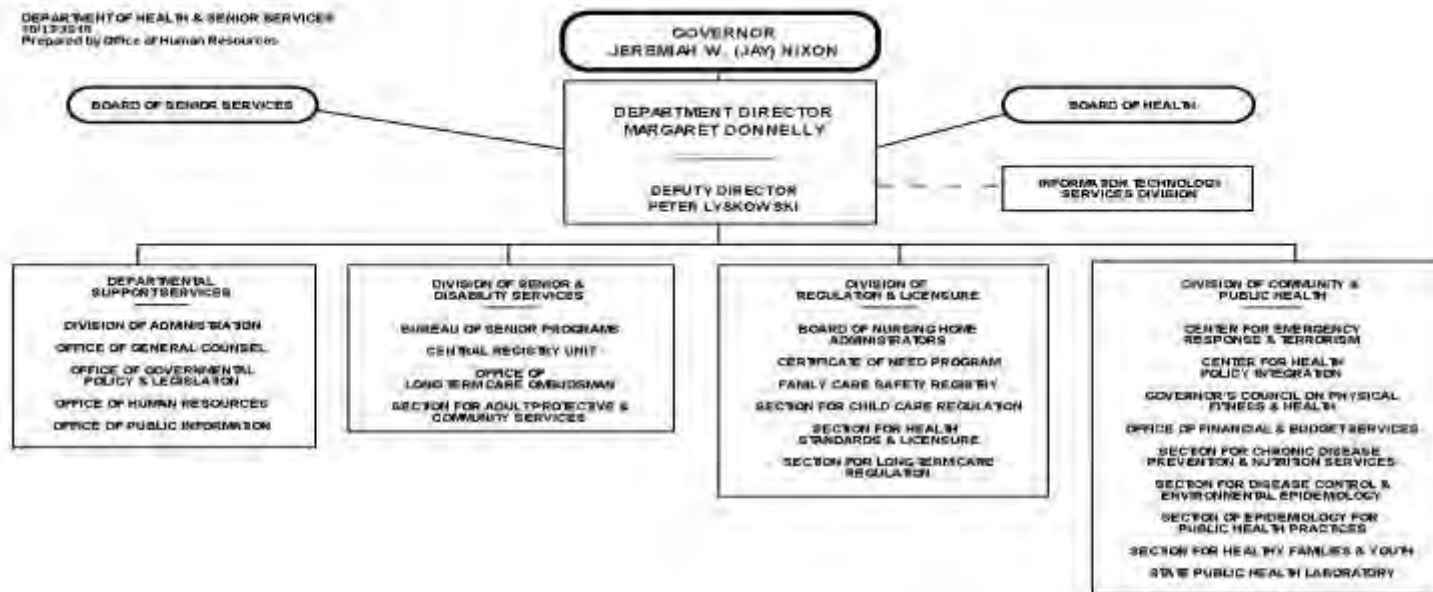 DEPARTMENT OF HEALTH & SENIOR SERVICES
Prepared by Office of Human Resources
GOVERNOR
JEREMIAH W. (JAY) NIXON
BOARD OF SENIOR SERVICES
DEPARTMENT DIRECTOR
MARGARET DONNELLY
DEPUTY DIRECTOR
PETER LYSKOWSKI
BOARD OF HEALTH
INFORMATION TECHNOLOGY
SERVICES DIVISION
DEPARTMENTAL
SUPPORT SERVICES
DIVISION OF ADMINISTRATION
OFFICE OF GENERAL COUNSEL
OFFICE OF GOVERNMENTAL
POLICY & LEGISLATION
OFFICE OF HUMAN RESOURCES
OFFICE OF PUBLIC INFORMATION
DIVISION OF SENIOR &
DISABILITY SERVICES
BUREAU OF SENIOR PROGRAMS
CENTRAL REGISTRY UNIT
OFFICE OF
LONG TERM CARE OMBUDSMAN
SECTION FOR ADULT PROTECTIVE &
COMMUNITY SERVICES
DIVISION OF
REGULATION & LICENSURE
BOARD OF NURSING HOME
ADMINISTRATORS
CERTIFICATE OF NEED PROGRAM
FAMILY CARE SAFETY REGISTRY
SECTION FOR CHILD CARE REGULATION
SECTION FOR HEALTH
STANDARDS & LICENSURE
SECTION FOR LONG TERM CARE
REGULATION
DIVISION OF COMMUNITY &
PUBLIC HEALTH
CENTER FOR EMERGENCY
RESPONSE & TERRORISM
CENTER FOR HEALTH
POLICY INTEGRATION
GOVERNOR'S COUNCIL ON PHYSICAL
FITNESS & HEALTH
OFFICE OF FINANCIAL & BUDGET SERVICES
SECTION FOR CHRONIC DISEASE
PREVENTION & NUTRITION SERVICES
SECTION FOR DISEASE CONTROL &
ENVIRONMENTAL EPIDEMIOLOGY
SECTION OF EPIDEMIOLOGY FOR
PUBLIC HEALTH PRACTICES
SECTION FOR HEALTHY FAMILIES & YOUTH
STATE PUBLIC HEALTH LABORATORY